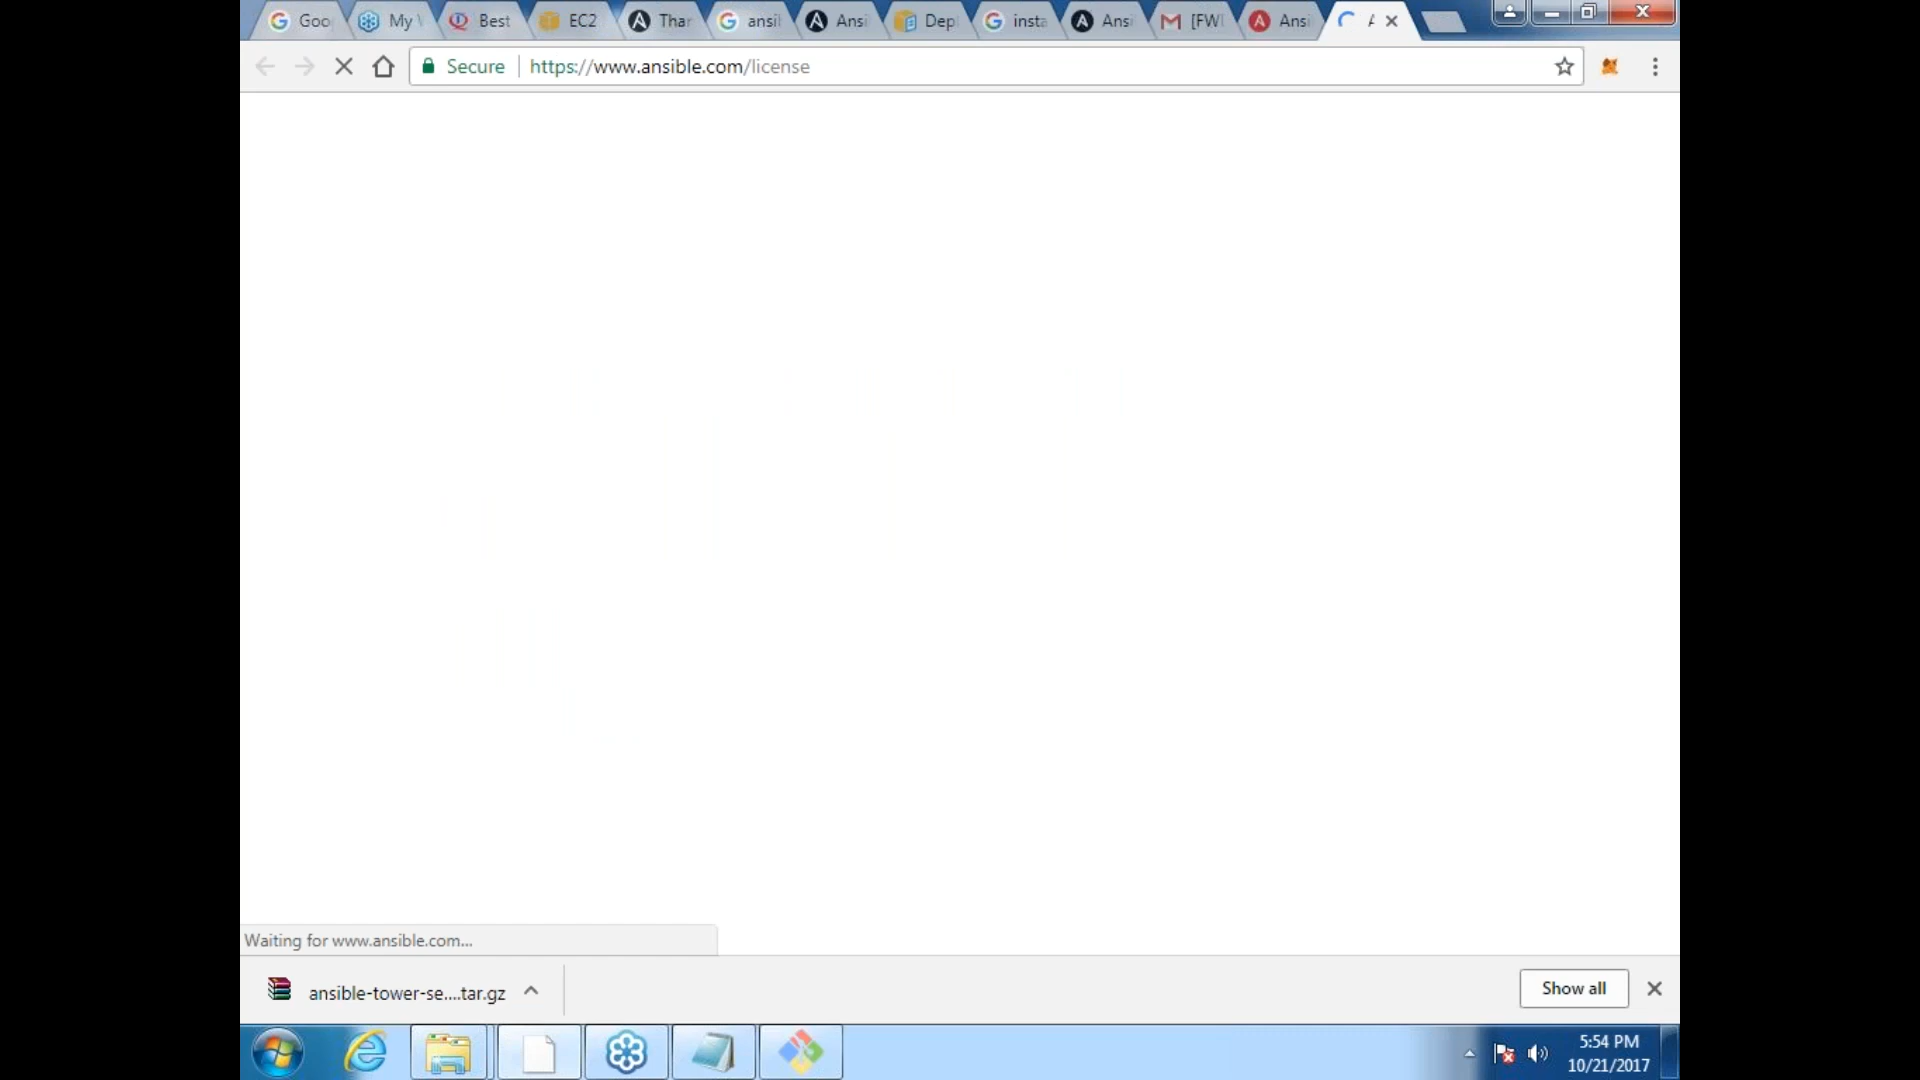 Goo
My
Best
EC2
Than
ansil
Ansi
Dep
insta
Ansi
[FWI
Ansi
Secure
https://www.ansible.com/license
Waiting for www.ansible.com...
ansible-tower-se....tar.gz
Show all
5:54 PM
10/21/2017